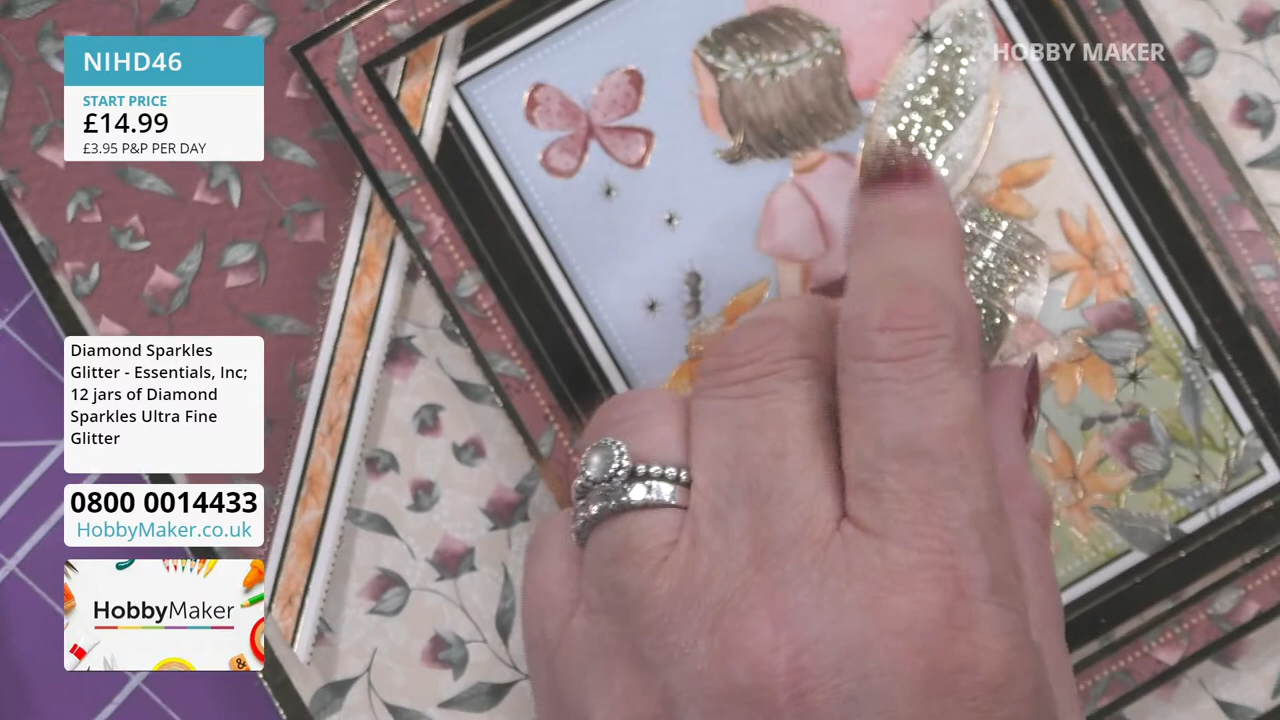 NIHD46
START PRICE
£14.99
£3.95 P&P PER DAY
HOBBY MAKER
Diamond Sparkles
Glitter - Essentials, Inc;
12 jars of Diamond
Sparkles Ultra Fine
Glitter
0800 0014433
HobbyMaker.co.uk
HobbyMaker
&